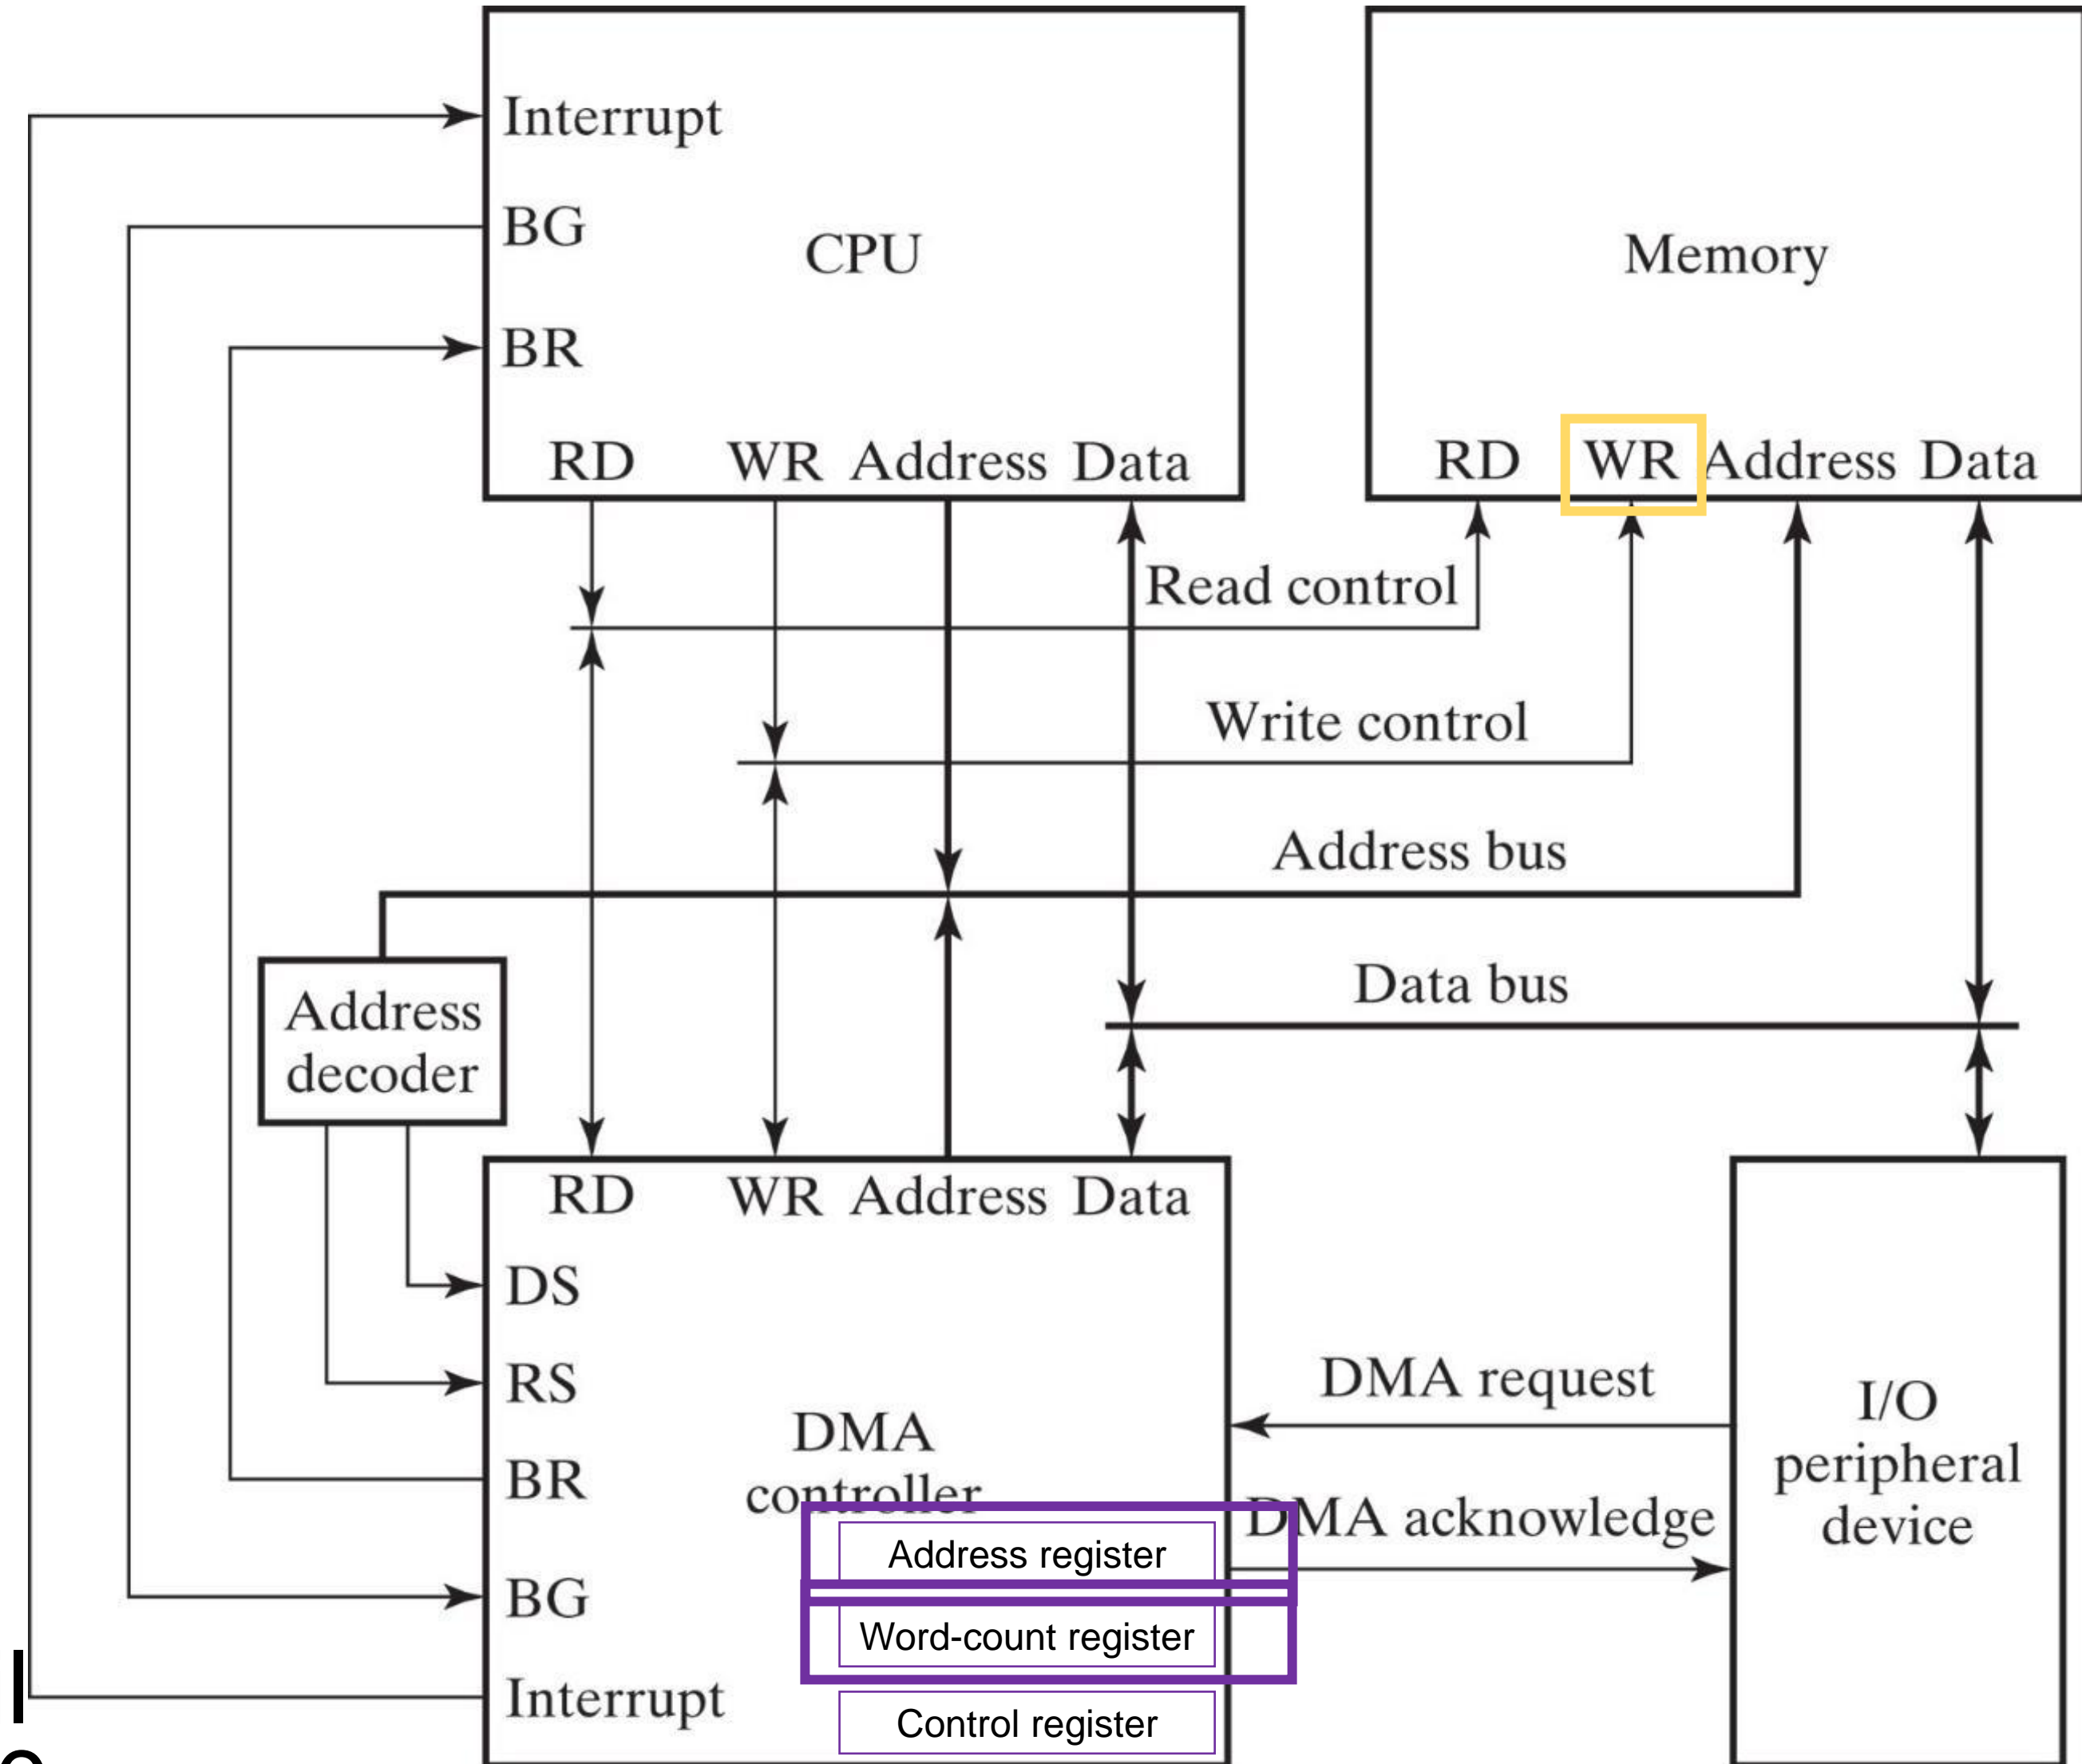 Interrupt
BG
CPU
Memory
BR
RD WR Address Data
RD WR Address Data
Read control
Write control
Address bus
Data bus
Address
decoder
RD WR Address Data
DS
RS
DMA
controller
BR
BG
Interrupt
Address register
Word-count register
Control register
DMA request
DMA acknowledge
I/O
peripheral
device